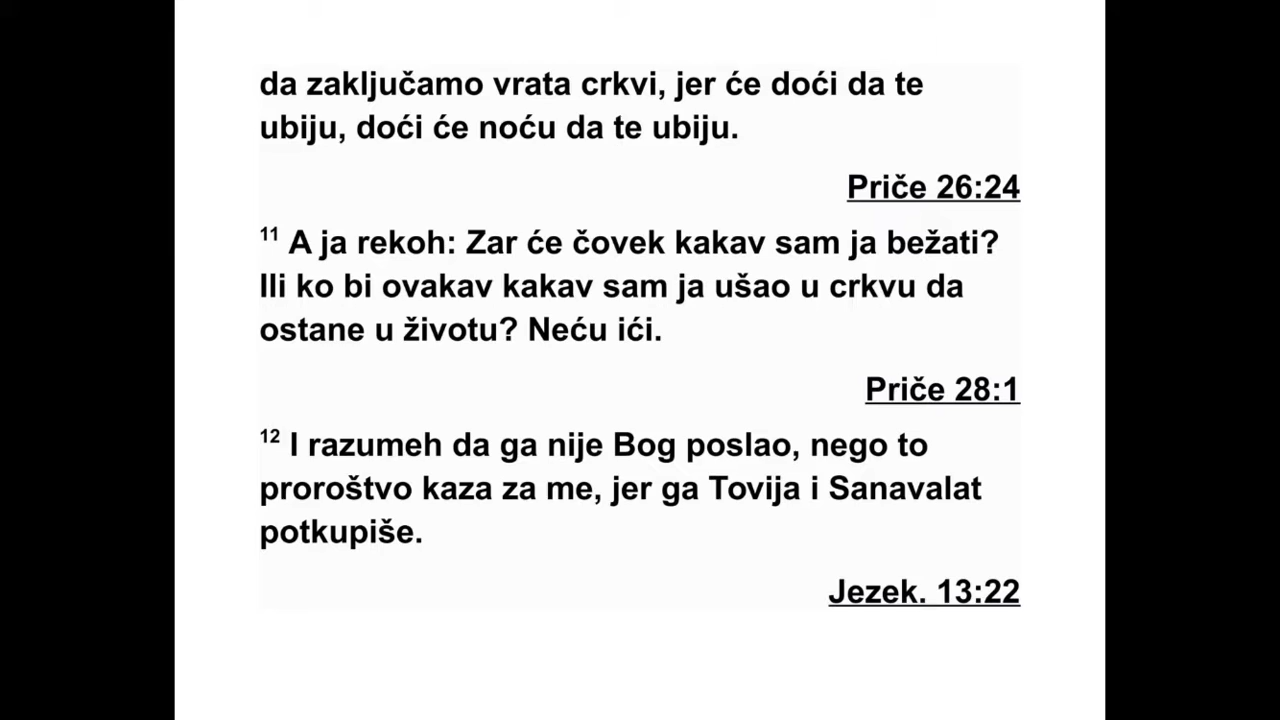 da zaključamo vrata crkvi, jer će doći da te
ubiju, doći će noću da te ubiju.
Priče 26:24
11 A ja rekoh: Zar će čovek kakav sam ja bežati?
Ili ko bi ovakav kakav sam ja ušao u crkvu da
ostane u životu? Neću ići.
Priče 28:1
12 I razumeh da ga nije Bog poslao, nego to
proroštvo kaza za me, jer ga Tovija i Sanavalat
potkupiše.
Jezek. 13:22